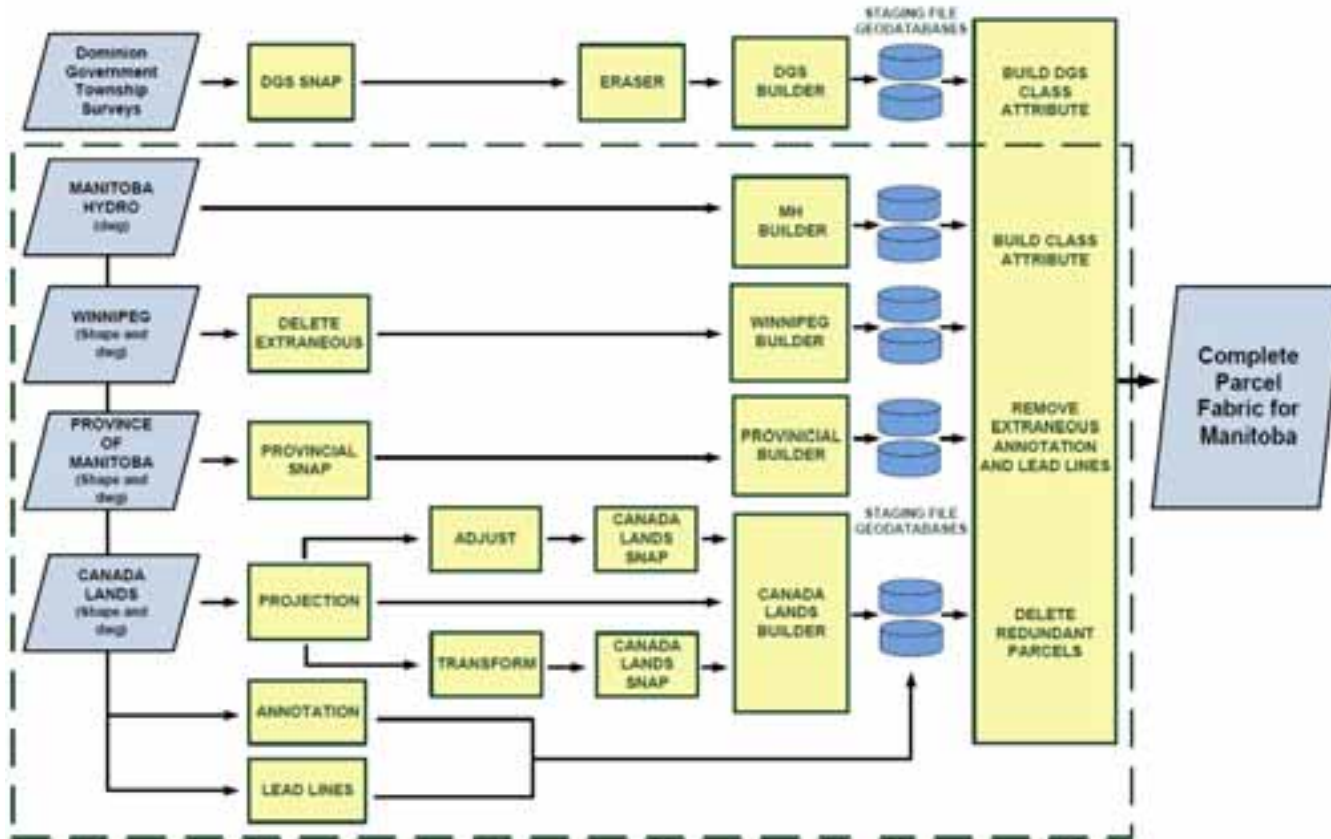 STAGING FILE
GEODATABASES
Dominion
Government
Township
Surveys
DGS SNAP
ERASER
DGS
BUILDER
BUILD DGS
CLASS
ATTRIBUTE
MANITOBA
HYDRO
(dwg)
MH
BUILDER
BUILD CLASS
ATTRIBUTE
WINNIPEG
(Shape and
dwg)
DELETE
EXTRANEOUS
WINNIPEG
BUILDER
Complete
Parcel
Fabric for
Manitoba
PROVINCE
OF
MANITOBA
(Shape and
dwg)
PROVINCIAL
SNAP
PROVINICIAL
BUILDER
REMOVE
EXTRANEOUS
ANNOTATION
AND LEAD LINES
STAGING FILE
GEODATABASES
CANADA
LANDS
(Shape and
dwg)
PROJECTION
ADJUST
CANADA
LANDS
SNAP
CANADA
LANDS
BUILDER
TRANSFORM
CANADA
LANDS
SNAP
DELETE
REDUNDANT
PARCELS
ANNOTATION
LEAD LINES